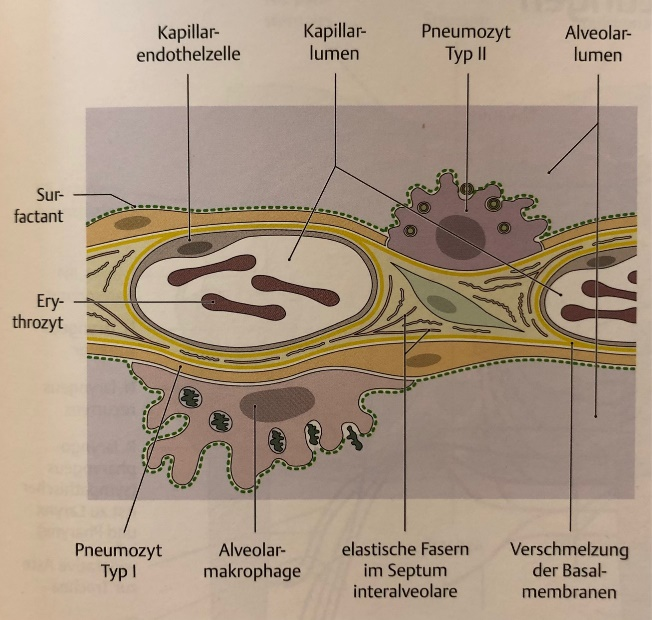 Kapillar-
endothelzelle
Kapillar-
lumen
Pneumozyt
Typ II
Alveolar-
lumen
Sur-
factant
Ery-
throzyt
Pneumozyt
Typ I
Alveolar-
makrophage
elastische Fasern
im Septum
interalveolare
Verschmelzung
der Basal-
membranen